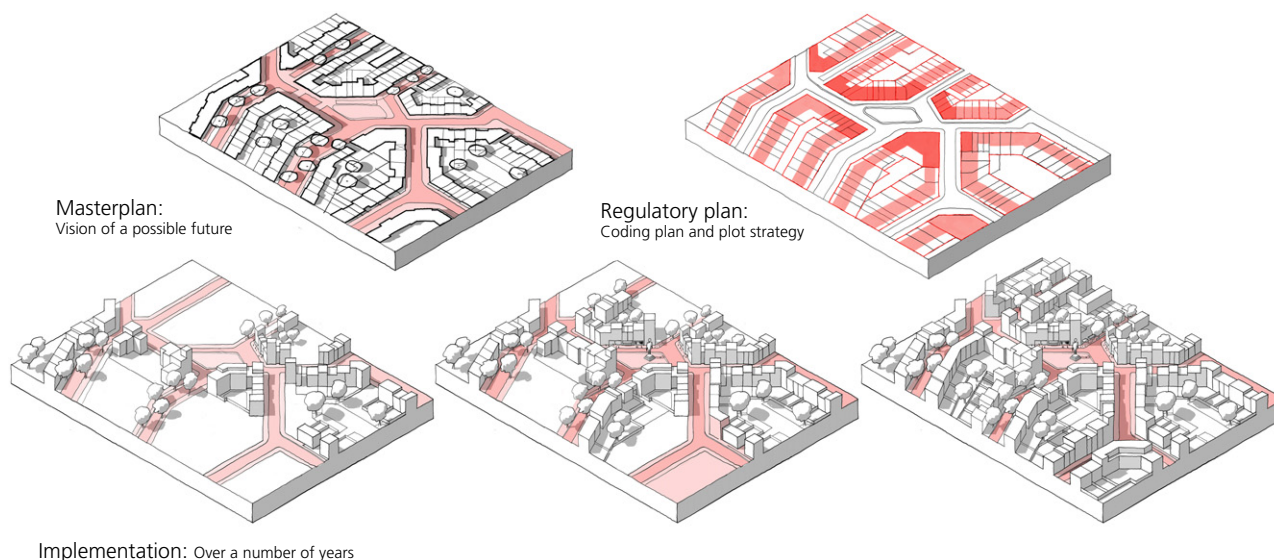 Masterplan:
Vision of a possible future
Regulatory plan:
Coding plan and plot strategy
Implementation: Over a number of years